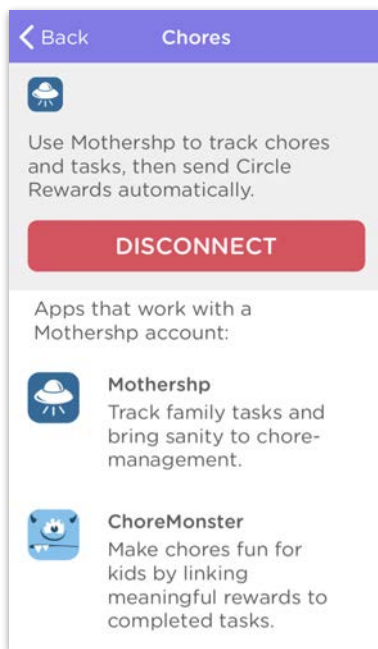 Back
Chores
Use Mothershp to track chores
and tasks, then send Circle
Rewards automatically.
DISCONNECT
Apps that work with a
Mothershp account:
Mothershp
Track family tasks and
bring sanity to chore-
management.
ChoreMonster
Make chores fun for
kids by linking
meaningful rewards to
completed tasks.